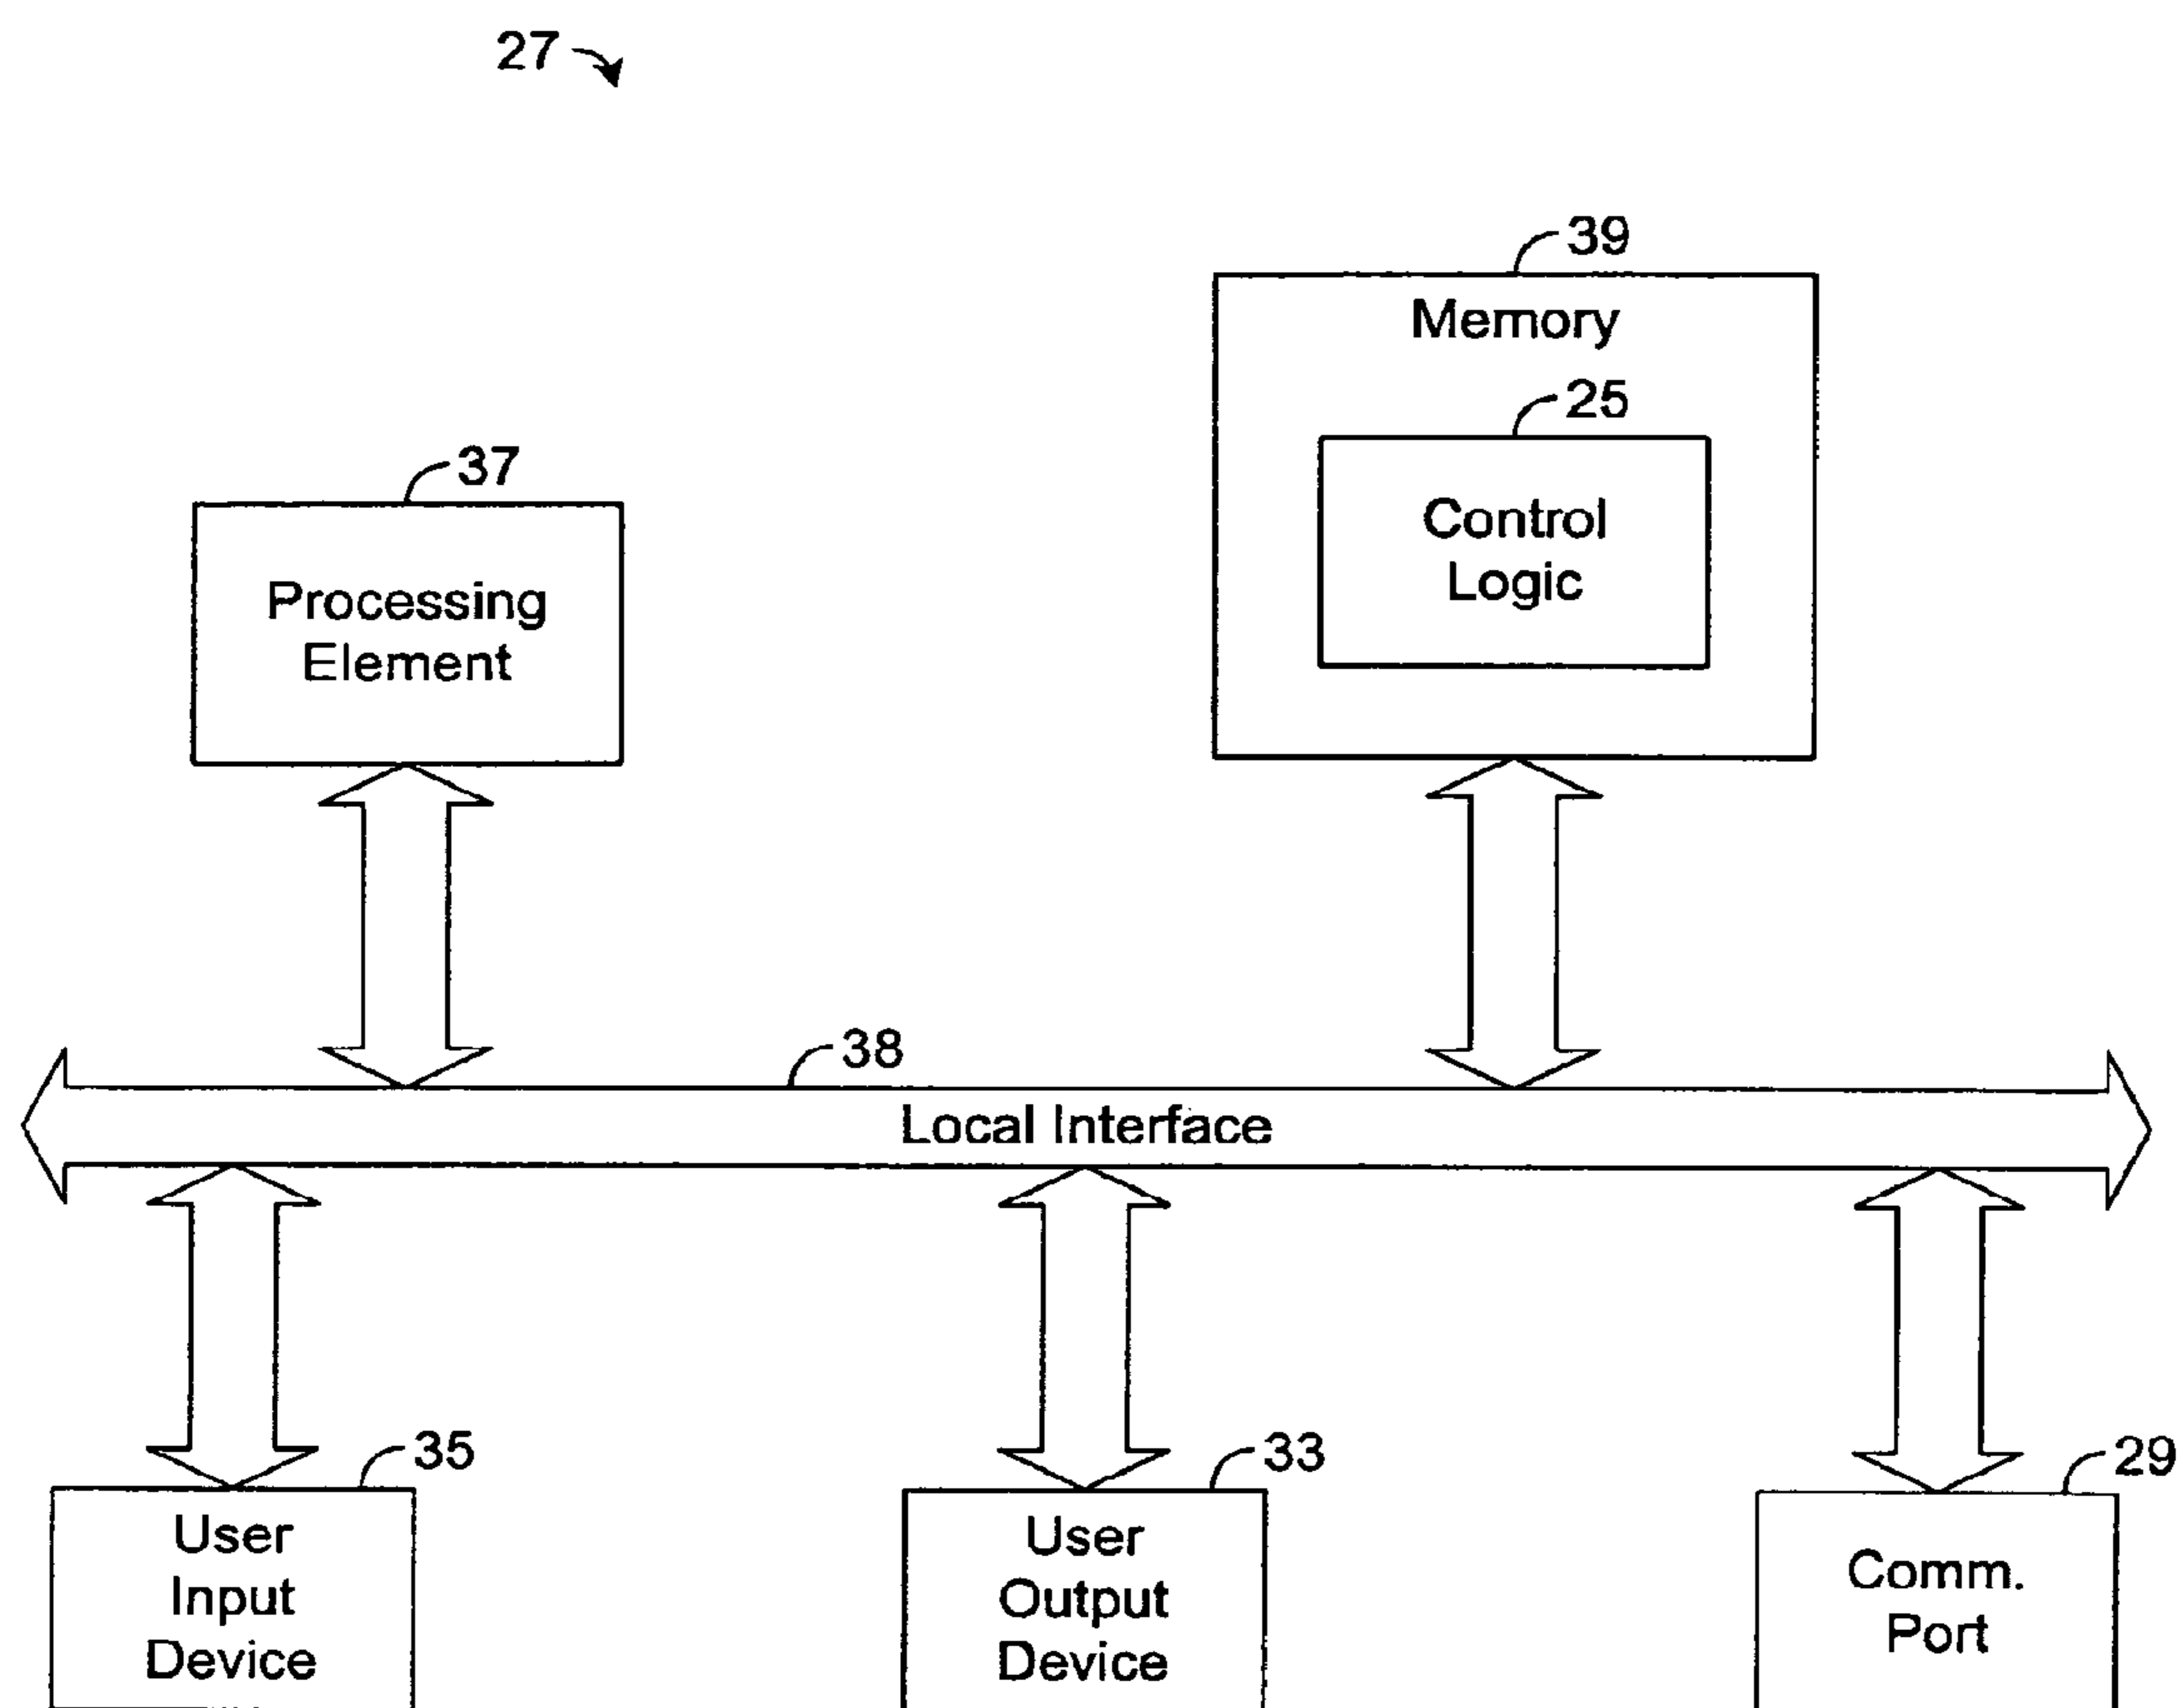 27
39
Memory
25
Control
Logic
37
Processing
Element
38
Local Interface
35
User
Input
Device
33
User
Output
Device
29
Comm.
Port